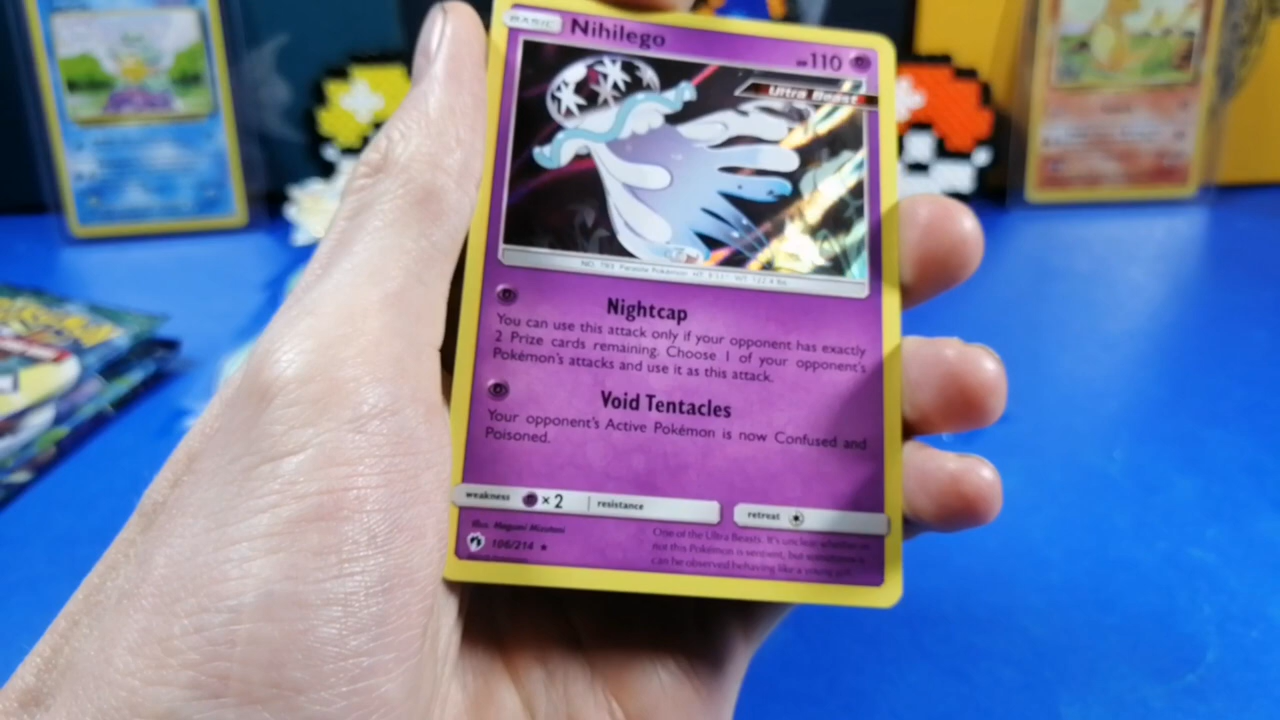 BASIC Nihilego HP110
Ultra Beast
NO. 793 Parasite Pokémon HT: WT: 122.4 lbs.
Nightcap
You can use this attack only if your opponent has exactly
2 Prize cards remaining. Choose 1 of your opponent's
Pokémon's attacks and use it as this attack.
Void Tentacles
Your opponent's Active Pokémon is now Confused and
Poisoned.
weakness ×2 resistance retreat
Illus. Megumi Mizutani
106/214 ★
One of the Ultra Beasts. It's unclear whether or
not this Pokémon is sentient, but sometimes it
can be observed behaving like a young girl.